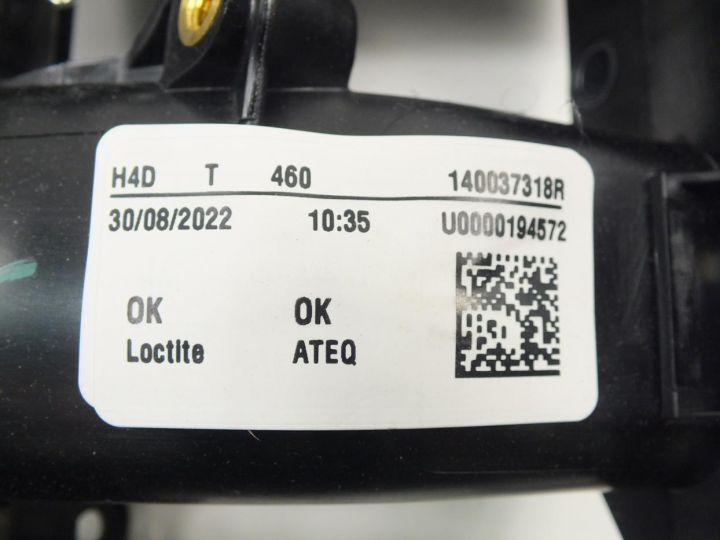 H4D T 460 140037318R
30/08/2022 10:35 U0000194572
OK OK
Loctite ATEQ